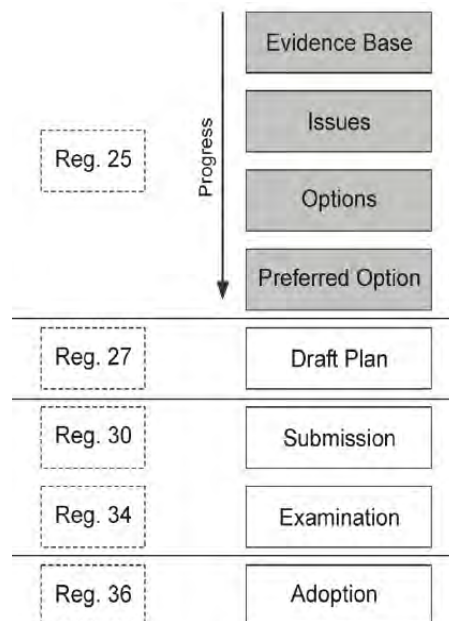 Evidence Base
Issues
Reg. 25
Progress
Options
Preferred Option
Reg. 27
Draft Plan
Reg. 30
Submission
Reg. 34
Examination
Reg. 36
Adoption